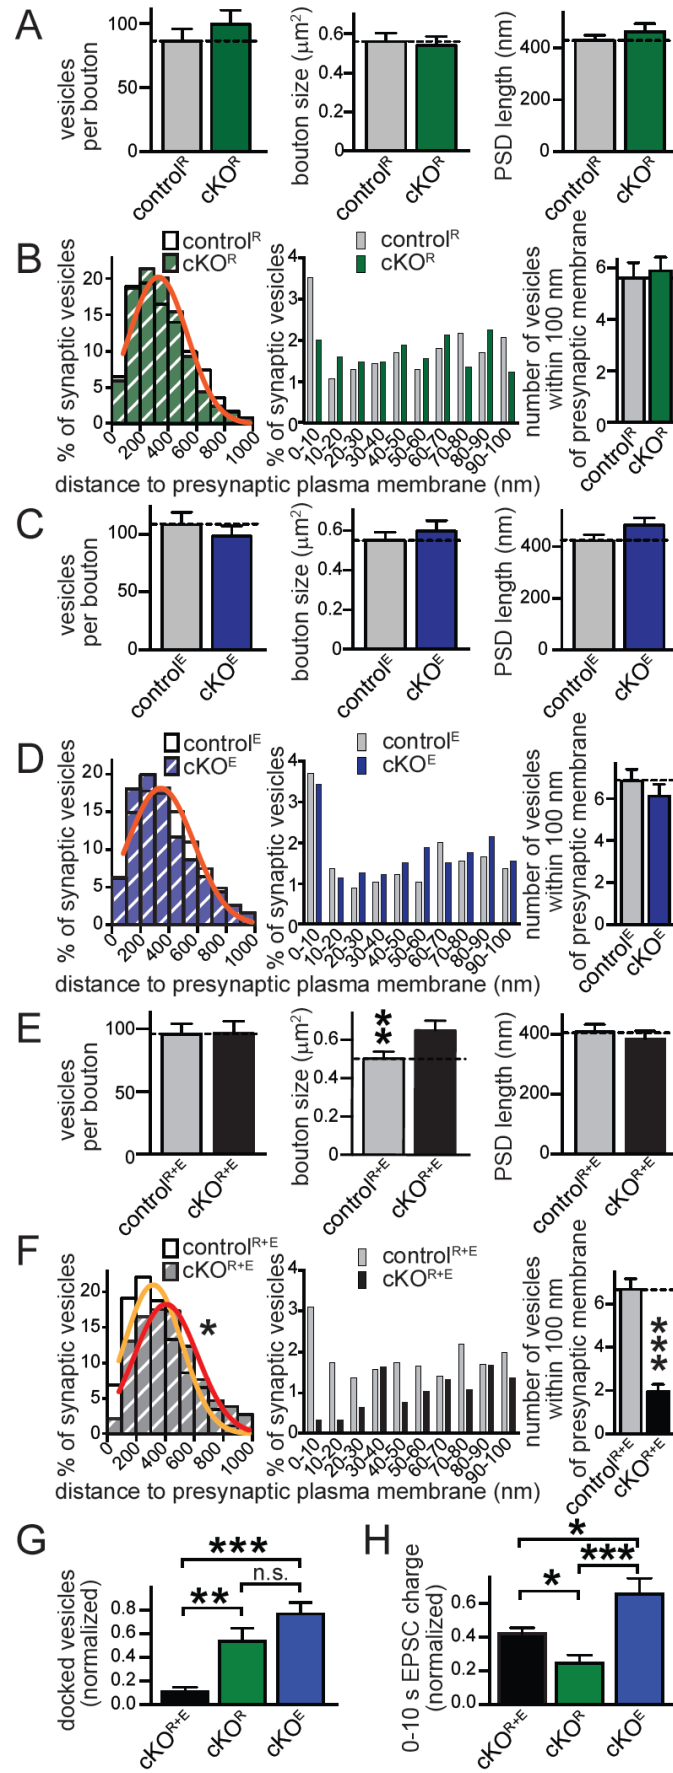 A
vesicles
per bouton
100
50
0
control^R
cKO^R
bouton size (μm²)
0.6
0.4
0.2
0
control^R
cKO^R
PSD length (nm)
400
200
0
control^R
cKO^R
B
control^R
cKO^R
% of synaptic vesicles
20
15
10
5
0
0
200
400
600
800
1000
control^R
cKO^R
% of synaptic vesicles
4
3
2
1
0
0-10
10-20
20-30
30-40
40-50
50-60
60-70
70-80
80-90
90-100
distance to presynaptic plasma membrane (nm)
number of vesicles
within 100 nm
of presynaptic membrane
6
4
2
0
control^R
cKO^R
C
vesicles
per bouton
100
50
0
control^E
cKO^E
bouton size (μm²)
0.6
0.4
0.2
0
control^E
cKO^E
PSD length (nm)
400
200
0
control^E
cKO^E
D
control^E
cKO^E
% of synaptic vesicles
20
15
10
5
0
0
200
400
600
800
1000
control^E
cKO^E
% of synaptic vesicles
4
3
2
1
0
0-10
10-20
20-30
30-40
40-50
50-60
60-70
70-80
80-90
90-100
distance to presynaptic plasma membrane (nm)
number of vesicles
within 100 nm
of presynaptic membrane
6
4
2
0
control^E
cKO^E
E
vesicles
per bouton
100
50
0
control^R+E
cKO^R+E
bouton size (μm²)
0.6
0.4
0.2
0
**
control^R+E
cKO^R+E
PSD length (nm)
400
200
0
control^R+E
cKO^R+E
F
control^R+E
cKO^R+E
% of synaptic vesicles
20
15
10
5
0
*
0
200
400
600
800
1000
control^R+E
cKO^R+E
% of synaptic vesicles
4
3
2
1
0
0-10
10-20
20-30
30-40
40-50
50-60
60-70
70-80
80-90
90-100
distance to presynaptic plasma membrane (nm)
number of vesicles
within 100 nm
of presynaptic membrane
6
4
2
0
***
control^R+E
cKO^R+E
G
docked vesicles
(normalized)
0.8
0.6
0.4
0.2
0.0
***
n.s.
**
cKO^R+E
cKO^R
cKO^E
H
0-10 s EPSC charge
(normalized)
0.6
0.4
0.2
0.0
*
***
*
cKO^R+E
cKO^R
cKO^E